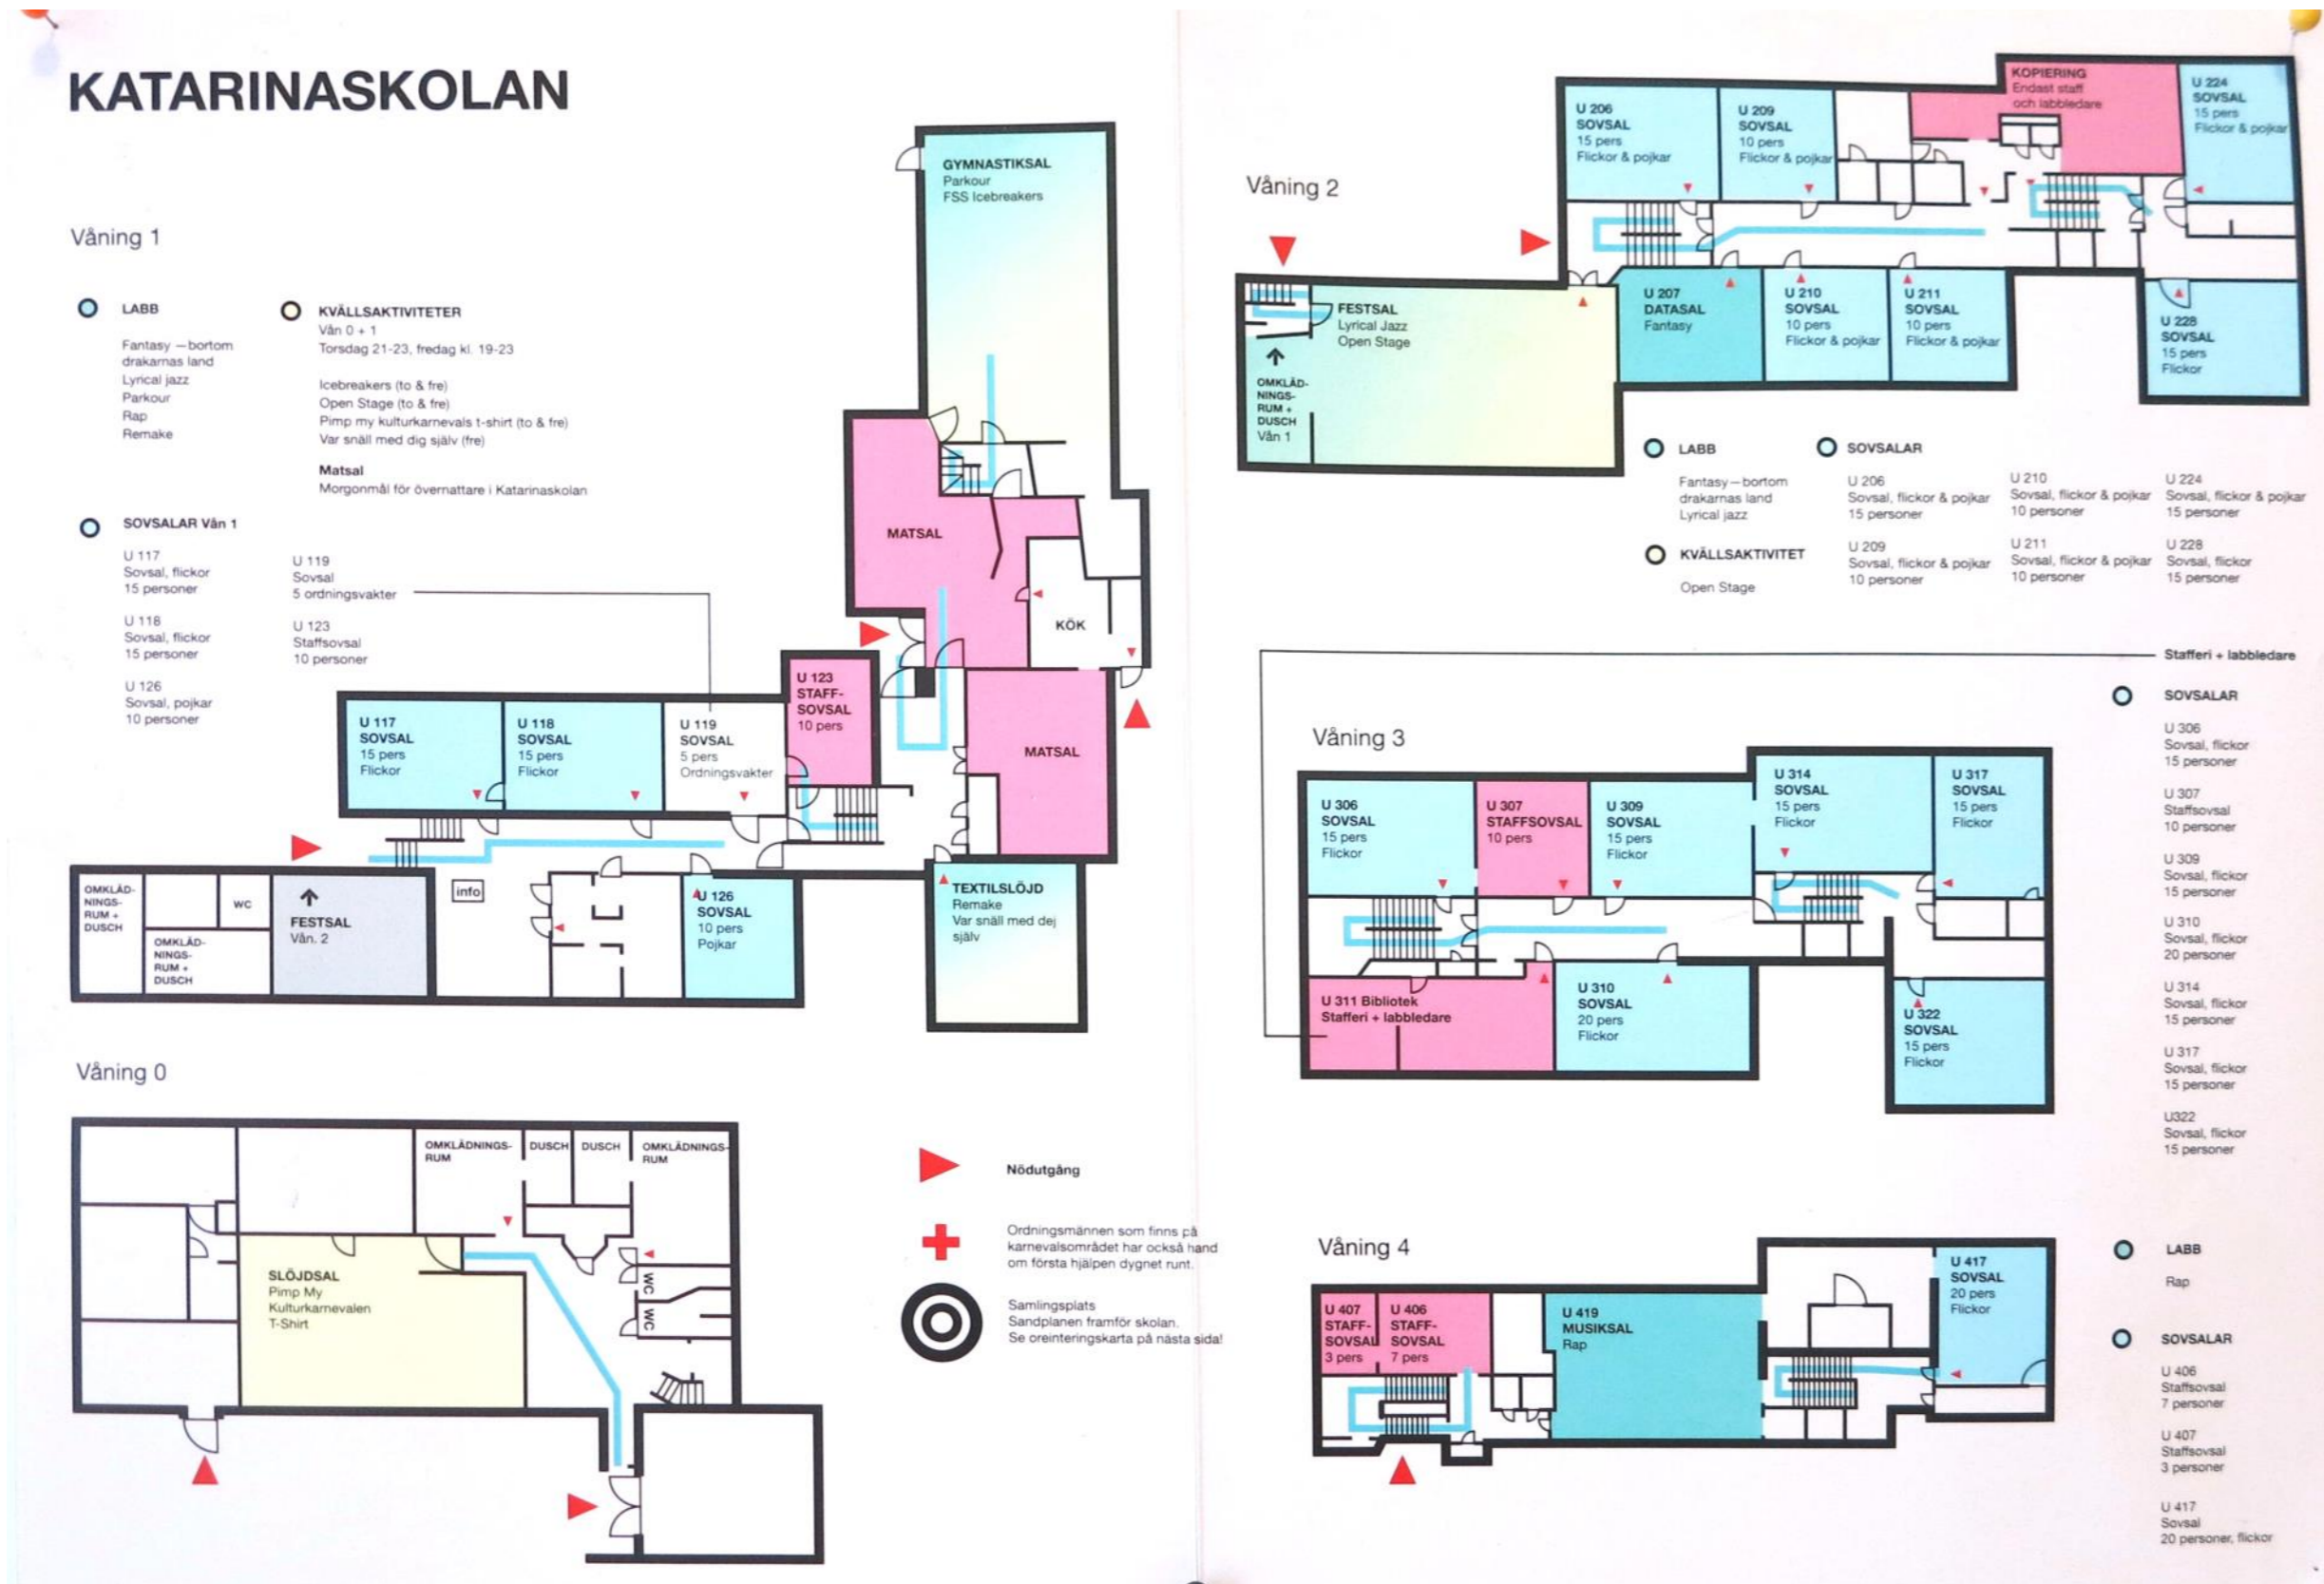 KATARINASKOLAN
Våning 1
LABB
Fantasy – bortom
drakarnas land
Lyrical jazz
Parkour
Rap
Remake
KVÄLLSAKTIVITETER
Vån 0 + 1
Torsdag 21-23, fredag kl. 19-23
Icebreakers (to & fre)
Open Stage (to & fre)
Pimp my kulturkarnevals t-shirt (to & fre)
Var snäll med dig själv (fre)
Matsal
Morgonmål för övernattare i Katarinaskolan
SOVSALAR Vån 1
U 117
Sovsal, flickor
15 personer
U 118
Sovsal, flickor
15 personer
U 126
Sovsal, pojkar
10 personer
U 119
Sovsal
5 ordningsvakter
U 123
Staffsovsal
10 personer
GYMNASTIKSAL
Parkour
FSS Icebreakers
MATSAL
KÖK
MATSAL
U 117
SOVSAL
15 pers
Flickor
U 118
SOVSAL
15 pers
Flickor
U 119
SOVSAL
5 pers
Ordningsvakter
U 123
STAFF-
SOVSAL
10 pers
OMKLÄD-
NINGS-
RUM +
DUSCH
WC
OMKLÄD-
NINGS-
RUM +
DUSCH
FESTSAL
Vån. 2
info
U 126
SOVSAL
10 pers
Pojkar
TEXTILSLÖJD
Remake
Var snäll med dej
själv
Våning 0
OMKLÄDNINGS-
RUM
DUSCH
DUSCH
OMKLÄDNINGS-
RUM
SLÖJDSAL
Pimp My
Kulturkarnevalen
T-Shirt
WC
WC
Nödutgång
Ordningsmännen som finns på
karnevalsområdet har också hand
om första hjälpen dygnet runt.
Samlingsplats
Sandplanen framför skolan.
Se oreinteringskarta på nästa sida!
Våning 2
U 206
SOVSAL
15 pers
Flickor & pojkar
U 209
SOVSAL
10 pers
Flickor & pojkar
KOPIERING
Endast staff
och labbledare
U 224
SOVSAL
15 pers
Flickor & pojkar
OMKLÄD-
NINGS-
RUM +
DUSCH
Vån 1
FESTSAL
Lyrical Jazz
Open Stage
U 207
DATASAL
Fantasy
U 210
SOVSAL
10 pers
Flickor & pojkar
U 211
SOVSAL
10 pers
Flickor & pojkar
U 228
SOVSAL
15 pers
Flickor
LABB
Fantasy – bortom
drakarnas land
Lyrical jazz
KVÄLLSAKTIVITET
Open Stage
SOVSALAR
U 206
Sovsal, flickor & pojkar
15 personer
U 209
Sovsal, flickor & pojkar
10 personer
U 210
Sovsal, flickor & pojkar
10 personer
U 211
Sovsal, flickor & pojkar
10 personer
U 224
Sovsal, flickor & pojkar
15 personer
U 228
Sovsal, flickor
15 personer
Stafferi + labbledare
Våning 3
U 306
SOVSAL
15 pers
Flickor
U 307
STAFFSOVSAL
10 pers
U 309
SOVSAL
15 pers
Flickor
U 314
SOVSAL
15 pers
Flickor
U 317
SOVSAL
15 pers
Flickor
U 311 Bibliotek
Stafferi + labbledare
U 310
SOVSAL
20 pers
Flickor
U 322
SOVSAL
15 pers
Flickor
SOVSALAR
U 306
Sovsal, flickor
15 personer
U 307
Staffsovsal
10 personer
U 309
Sovsal, flickor
15 personer
U 310
Sovsal, flickor
20 personer
U 314
Sovsal, flickor
15 personer
U 317
Sovsal, flickor
15 personer
U322
Sovsal, flickor
15 personer
Våning 4
U 407
STAFF-
SOVSAL
3 pers
U 406
STAFF-
SOVSAL
7 pers
U 419
MUSIKSAL
Rap
U 417
SOVSAL
20 pers
Flickor
LABB
Rap
SOVSALAR
U 406
Staffsovsal
7 personer
U 407
Staffsovsal
3 personer
U 417
Sovsal
20 personer, flickor